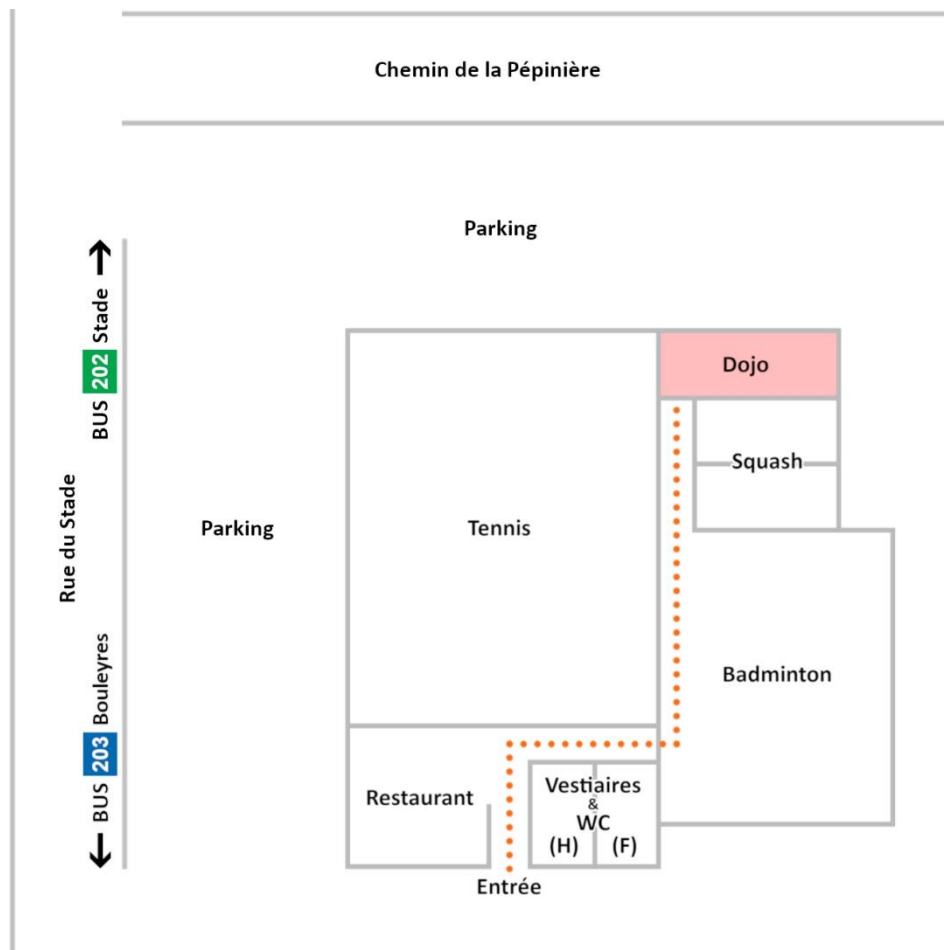 Chemin de la Pépinière
Parking
BUS 202 Stade
Dojo
Squash
Rue du Stade
Parking
Tennis
Badminton
BUS 203 Bouleyres
Restaurant
Vestiaires
&
WC
(H) (F)
Entrée